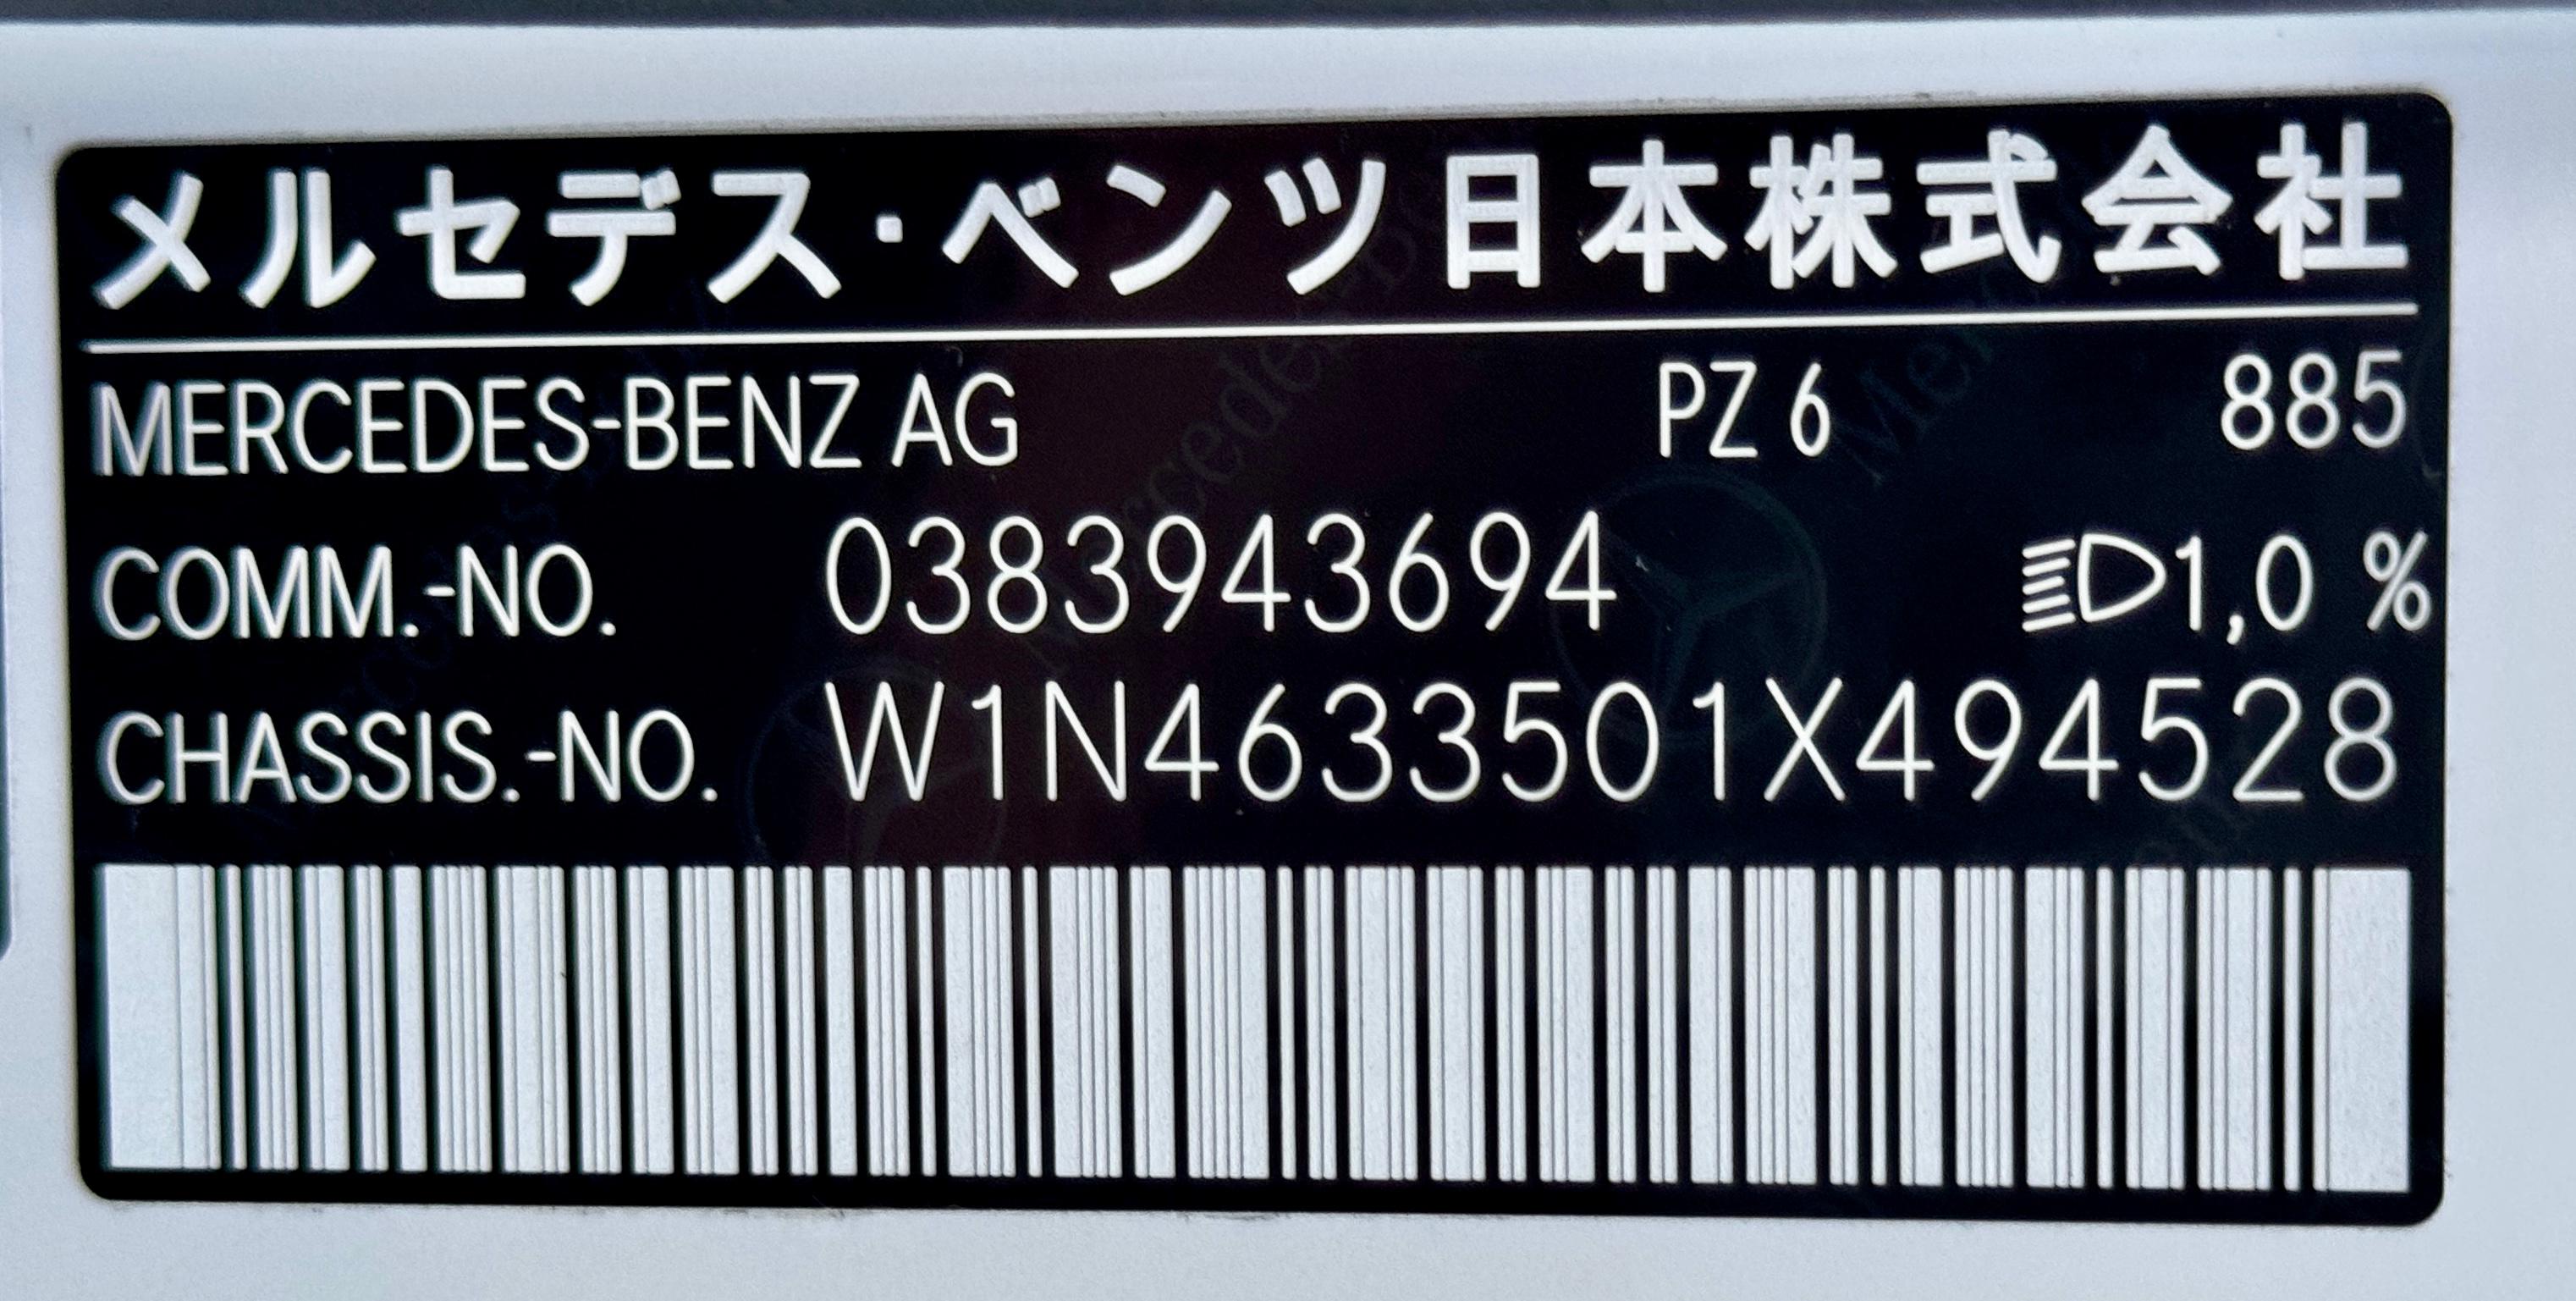 メルセデス・ベンツ日本株式会社
MERCEDES-BENZ AG PZ 6 885
COMM.-NO. 0383943694 1,0 %
CHASSIS.-NO. W1N4633501X494528